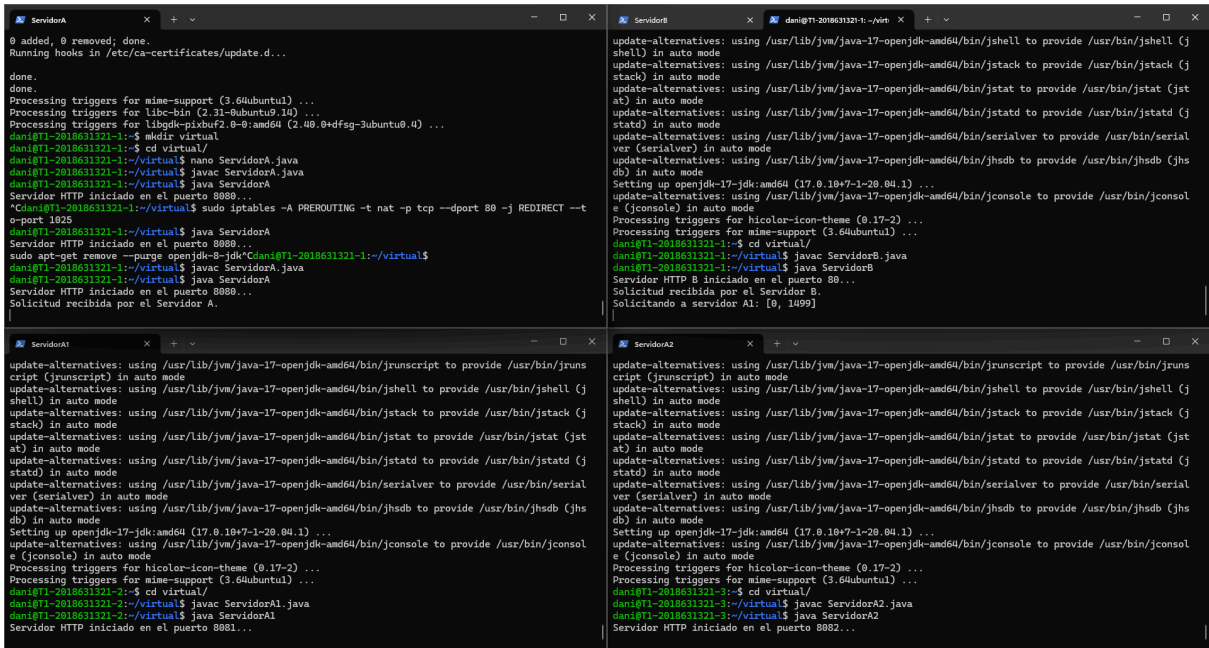 ServidorA
0 added, 0 removed; done.
Running hooks in /etc/ca-certificates/update.d...
done.
done.
Processing triggers for mime-support (3.64ubuntu1) ...
Processing triggers for libc-bin (2.31-0ubuntu9.14) ...
Processing triggers for libgdk-pixbuf2.0-0:amd64 (2.40.0+dfsg-3ubuntu0.4) ...
dani@T1-2018631321-1:~$ mkdir virtual
dani@T1-2018631321-1:~$ cd virtual/
dani@T1-2018631321-1:~/virtual$ nano ServidorA.java
dani@T1-2018631321-1:~/virtual$ javac ServidorA.java
dani@T1-2018631321-1:~/virtual$ java ServidorA
Servidor HTTP iniciado en el puerto 8080...
^Cdani@T1-2018631321-1:~/virtual$ sudo iptables -A PREROUTING -t nat -p tcp --dport 80 -j REDIRECT --t
o-port 1025
dani@T1-2018631321-1:~/virtual$ java ServidorA
Servidor HTTP iniciado en el puerto 8080...
sudo apt-get remove --purge openjdk-8-jdk^Cdani@T1-2018631321-1:~/virtual$
dani@T1-2018631321-1:~/virtual$ javac ServidorA.java
dani@T1-2018631321-1:~/virtual$ java ServidorA
Servidor HTTP iniciado en el puerto 8080...
Solicitud recibida por el Servidor A.
ServidorB
dani@T1-2018631321-1: ~/virt
update-alternatives: using /usr/lib/jvm/java-17-openjdk-amd64/bin/jshell to provide /usr/bin/jshell (j
shell) in auto mode
update-alternatives: using /usr/lib/jvm/java-17-openjdk-amd64/bin/jstack to provide /usr/bin/jstack (j
stack) in auto mode
update-alternatives: using /usr/lib/jvm/java-17-openjdk-amd64/bin/jstat to provide /usr/bin/jstat (jst
at) in auto mode
update-alternatives: using /usr/lib/jvm/java-17-openjdk-amd64/bin/jstatd to provide /usr/bin/jstatd (j
statd) in auto mode
update-alternatives: using /usr/lib/jvm/java-17-openjdk-amd64/bin/serialver to provide /usr/bin/serial
ver (serialver) in auto mode
update-alternatives: using /usr/lib/jvm/java-17-openjdk-amd64/bin/jhsdb to provide /usr/bin/jhsdb (jhs
db) in auto mode
Setting up openjdk-17-jdk:amd64 (17.0.10+7-1~20.04.1) ...
update-alternatives: using /usr/lib/jvm/java-17-openjdk-amd64/bin/jconsole to provide /usr/bin/jconsol
e (jconsole) in auto mode
Processing triggers for hicolor-icon-theme (0.17-2) ...
Processing triggers for mime-support (3.64ubuntu1) ...
dani@T1-2018631321-1:~$ cd virtual/
dani@T1-2018631321-1:~/virtual$ javac ServidorB.java
dani@T1-2018631321-1:~/virtual$ java ServidorB
Servidor HTTP B iniciado en el puerto 80...
Solicitud recibida por el Servidor B.
Solicitando a servidor A1: [0, 1499]
ServidorA1
update-alternatives: using /usr/lib/jvm/java-17-openjdk-amd64/bin/jrunscript to provide /usr/bin/jruns
cript (jrunscript) in auto mode
update-alternatives: using /usr/lib/jvm/java-17-openjdk-amd64/bin/jshell to provide /usr/bin/jshell (j
shell) in auto mode
update-alternatives: using /usr/lib/jvm/java-17-openjdk-amd64/bin/jstack to provide /usr/bin/jstack (j
stack) in auto mode
update-alternatives: using /usr/lib/jvm/java-17-openjdk-amd64/bin/jstat to provide /usr/bin/jstat (jst
at) in auto mode
update-alternatives: using /usr/lib/jvm/java-17-openjdk-amd64/bin/jstatd to provide /usr/bin/jstatd (j
statd) in auto mode
update-alternatives: using /usr/lib/jvm/java-17-openjdk-amd64/bin/serialver to provide /usr/bin/serial
ver (serialver) in auto mode
update-alternatives: using /usr/lib/jvm/java-17-openjdk-amd64/bin/jhsdb to provide /usr/bin/jhsdb (jhs
db) in auto mode
Setting up openjdk-17-jdk:amd64 (17.0.10+7-1~20.04.1) ...
update-alternatives: using /usr/lib/jvm/java-17-openjdk-amd64/bin/jconsole to provide /usr/bin/jconsol
e (jconsole) in auto mode
Processing triggers for hicolor-icon-theme (0.17-2) ...
Processing triggers for mime-support (3.64ubuntu1) ...
dani@T1-2018631321-2:~$ cd virtual/
dani@T1-2018631321-2:~/virtual$ javac ServidorA1.java
dani@T1-2018631321-2:~/virtual$ java ServidorA1
Servidor HTTP iniciado en el puerto 8081...
ServidorA2
update-alternatives: using /usr/lib/jvm/java-17-openjdk-amd64/bin/jrunscript to provide /usr/bin/jruns
cript (jrunscript) in auto mode
update-alternatives: using /usr/lib/jvm/java-17-openjdk-amd64/bin/jshell to provide /usr/bin/jshell (j
shell) in auto mode
update-alternatives: using /usr/lib/jvm/java-17-openjdk-amd64/bin/jstack to provide /usr/bin/jstack (j
stack) in auto mode
update-alternatives: using /usr/lib/jvm/java-17-openjdk-amd64/bin/jstat to provide /usr/bin/jstat (jst
at) in auto mode
update-alternatives: using /usr/lib/jvm/java-17-openjdk-amd64/bin/jstatd to provide /usr/bin/jstatd (j
statd) in auto mode
update-alternatives: using /usr/lib/jvm/java-17-openjdk-amd64/bin/serialver to provide /usr/bin/serial
ver (serialver) in auto mode
update-alternatives: using /usr/lib/jvm/java-17-openjdk-amd64/bin/jhsdb to provide /usr/bin/jhsdb (jhs
db) in auto mode
Setting up openjdk-17-jdk:amd64 (17.0.10+7-1~20.04.1) ...
update-alternatives: using /usr/lib/jvm/java-17-openjdk-amd64/bin/jconsole to provide /usr/bin/jconsol
e (jconsole) in auto mode
Processing triggers for hicolor-icon-theme (0.17-2) ...
Processing triggers for mime-support (3.64ubuntu1) ...
dani@T1-2018631321-3:~$ cd virtual/
dani@T1-2018631321-3:~/virtual$ javac ServidorA2.java
dani@T1-2018631321-3:~/virtual$ java ServidorA2
Servidor HTTP iniciado en el puerto 8082...